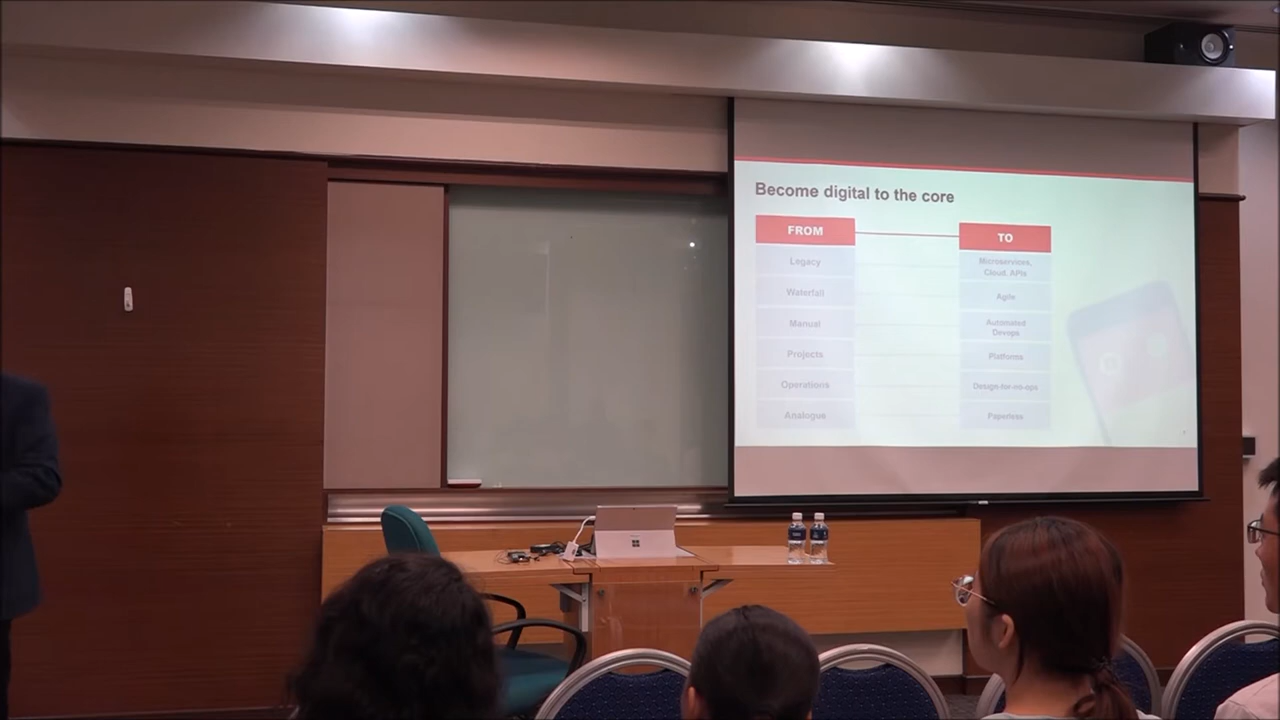 Become digital to the core
FROM
TO
Legacy
Microservices,
Cloud, APIs
Waterfall
Agile
Manual
Automated
Devops
Projects
Platforms
Operations
Design-for-no-ops
Analogue
Paperless